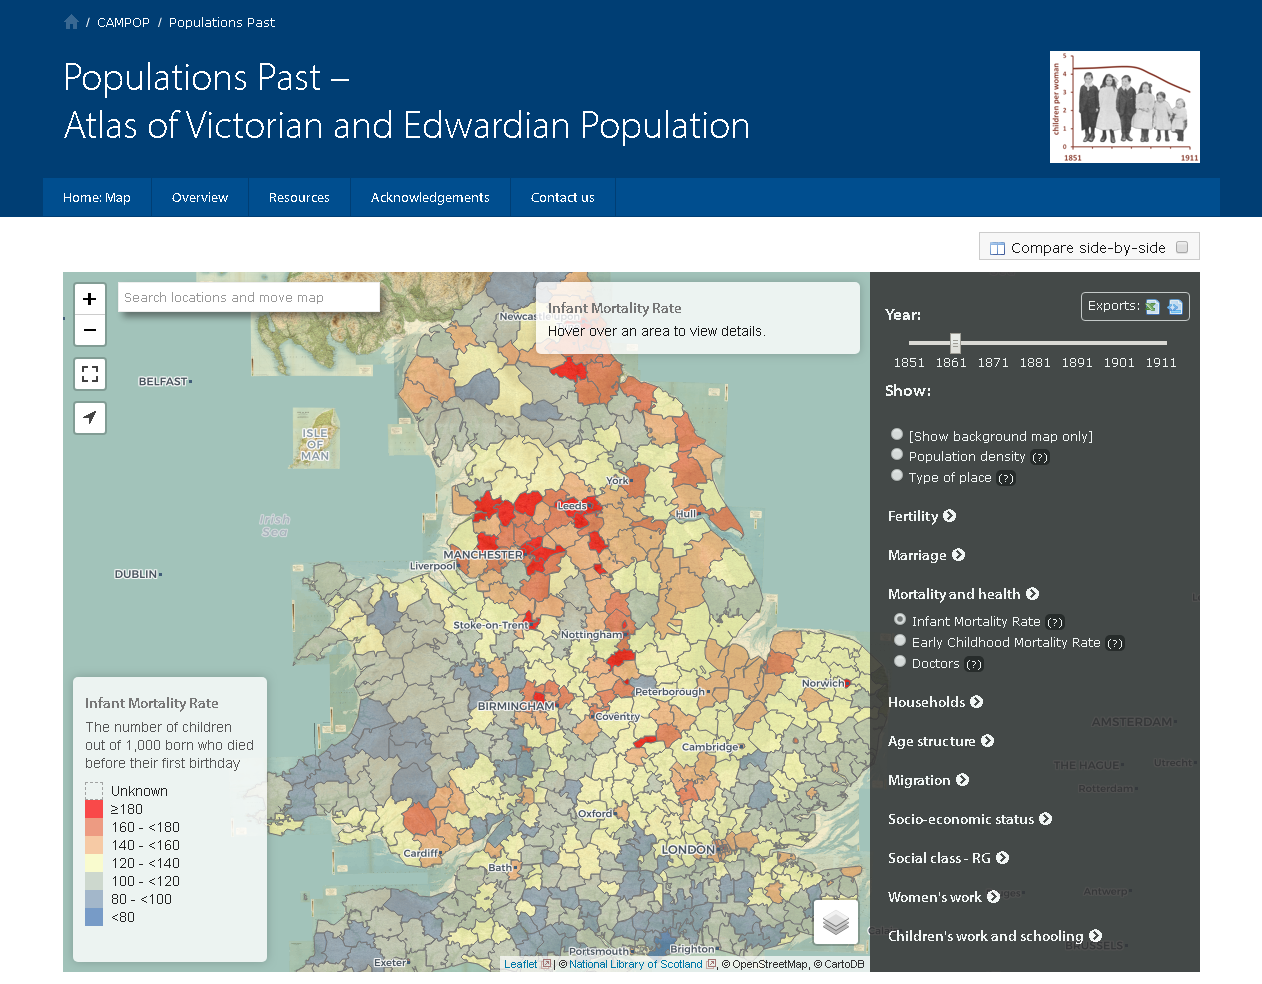 / CAMPOP / Populations Past
Populations Past –
Atlas of Victorian and Edwardian Population
children per woman
5
4
3
2
1
0
1851 1911
Home: Map Overview Resources Acknowledgements Contact us
Compare side-by-side
+
−
Search locations and move map
Infant Mortality Rate
Hover over an area to view details.
Newcastle upon
BELFAST
ISLE OF MAN
York
Leeds
Hull
Irish Sea
MANCHESTER
Liverpool
DUBLIN
Stoke-on-Trent
Nottingham
Norwich
Peterborough
BIRMINGHAM
Coventry
Cambridge
Oxford
LONDON
Cardiff
Bath
Portsmouth
Brighton
Exeter
Infant Mortality Rate
The number of children
out of 1,000 born who died
before their first birthday
Unknown
≥180
160 - <180
140 - <160
120 - <140
100 - <120
80 - <100
<80
Leaflet | © National Library of Scotland, © OpenStreetMap, © CartoDB
Exports:
Year:
1851 1861 1871 1881 1891 1901 1911
Show:
[Show background map only]
Population density (?)
Type of place (?)
Fertility
Marriage
Mortality and health
Infant Mortality Rate (?)
Early Childhood Mortality Rate (?)
Doctors (?)
Households
Age structure
Migration
Socio-economic status
Social class - RG
Women's work
Children's work and schooling
AMSTERDAM
THE HAGUE
Utrecht
Rotterdam
Antwerp
BRUSSELS